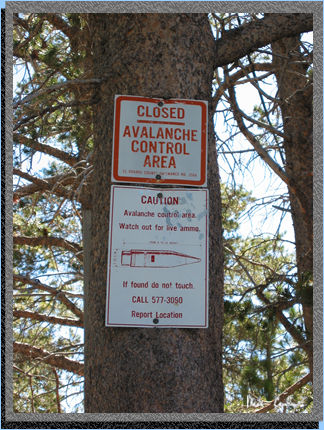 CLOSED
AVALANCHE
CONTROL
AREA
CAUTION
Avalanche control area.
Watch out for live ammo.
If found do not touch.
CALL 577-3050
Report Location